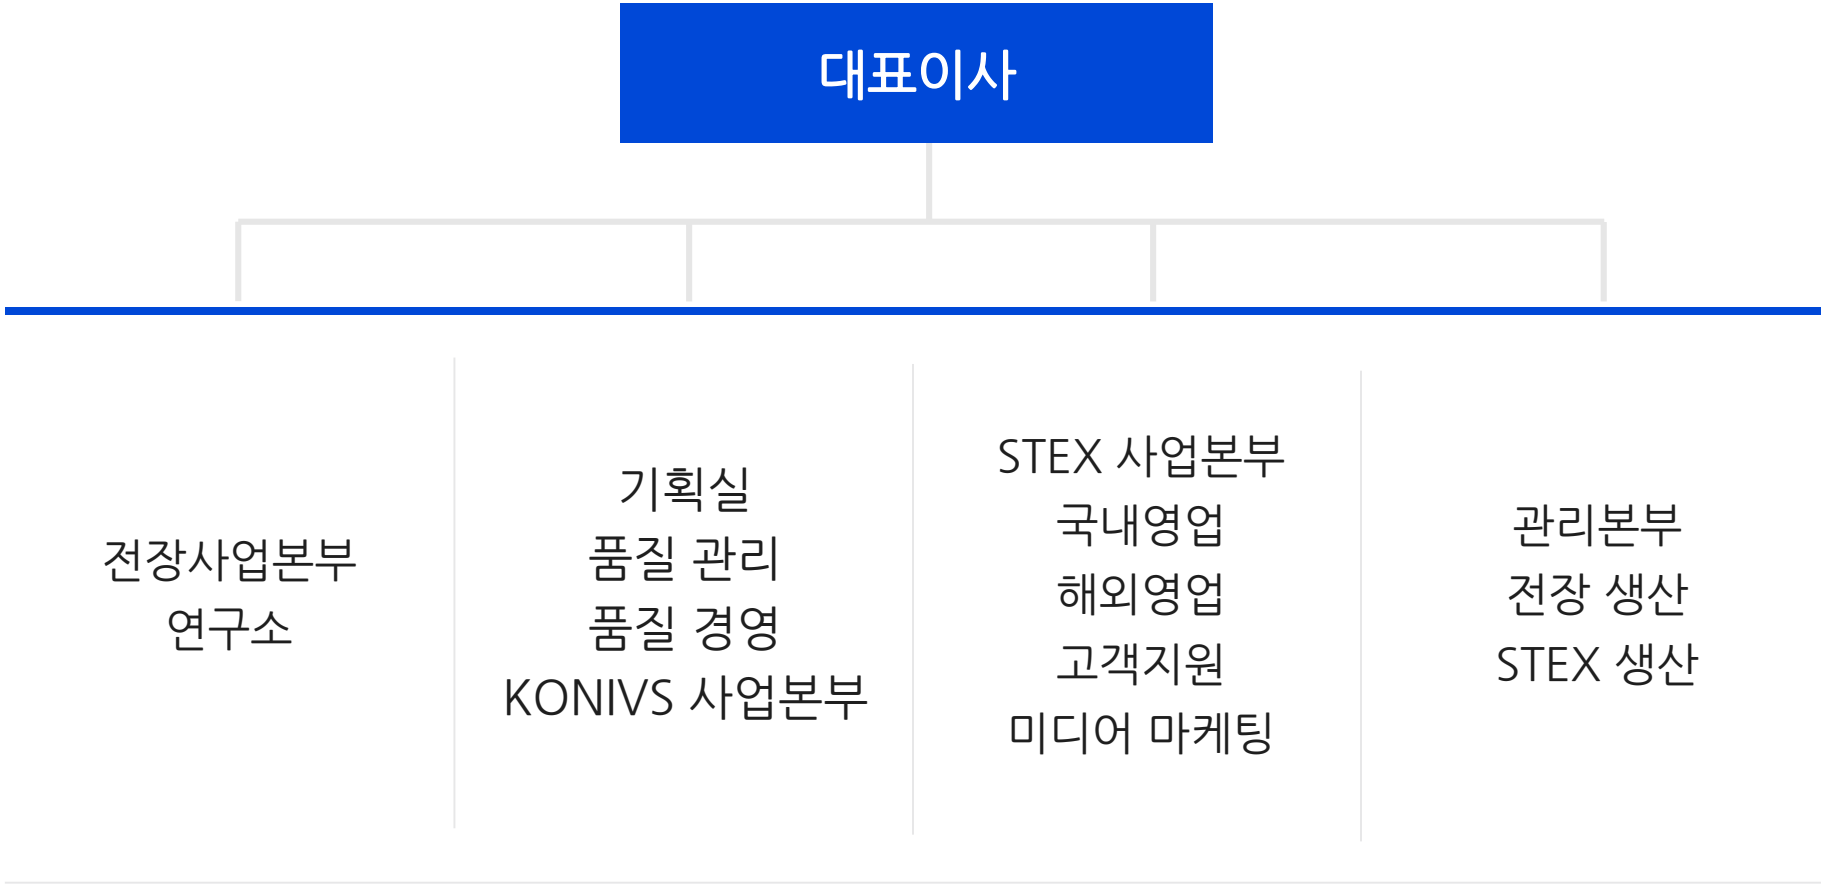 대표이사
전장사업본부
연구소
기획실
품질 관리
품질 경영
KONIVS 사업본부
STEX 사업본부
국내영업
해외영업
고객지원
미디어 마케팅
관리본부
전장 생산
STEX 생산